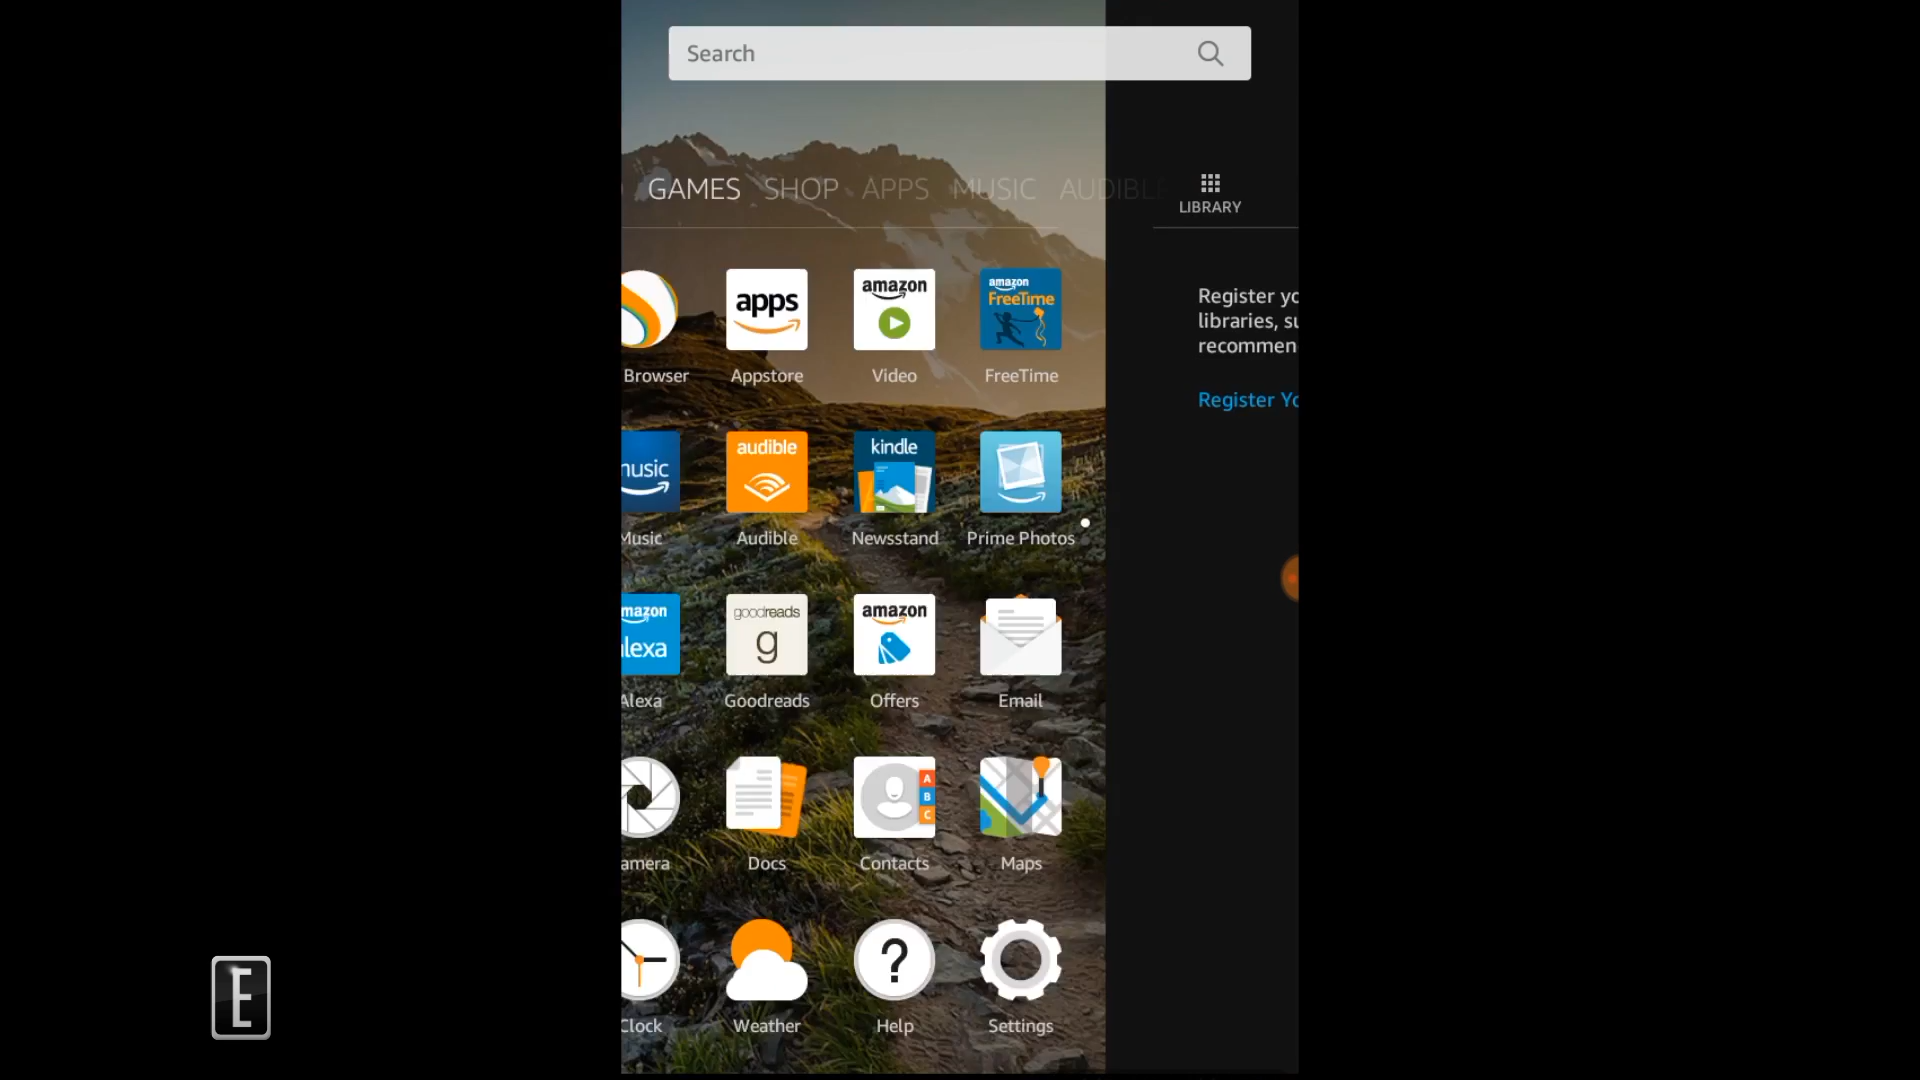 Search
GAMES SHOP APPS MUSIC AUDIBLE
LIBRARY
apps
amazon
amazon
FreeTime
Browser
Appstore
Video
FreeTime
Register yo
libraries, su
recommen
Register Yo
music
audible
kindle
Music
Audible
Newsstand
Prime Photos
mazon
lexa
goodreads
g
amazon
Alexa
Goodreads
Offers
Email
A
B
C
amera
Docs
Contacts
Maps
?
Clock
Weather
Help
Settings
E